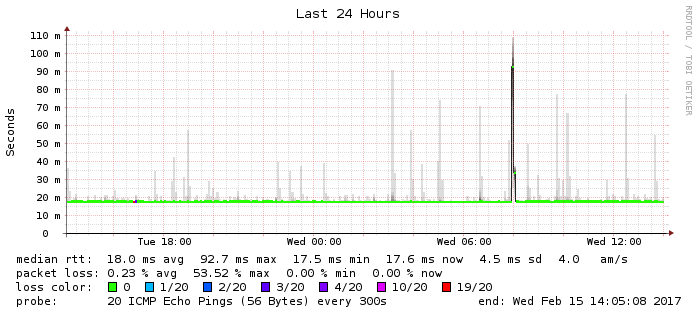 Last 24 Hours
RRDTOOL / TOBI OETIKER
Seconds
110 m
100 m
90 m
80 m
70 m
60 m
50 m
40 m
30 m
20 m
10 m
0
Tue 18:00 Wed 00:00 Wed 06:00 Wed 12:00
median rtt: 18.0 ms avg 92.7 ms max 17.5 ms min 17.6 ms now 4.5 ms sd 4.0 am/s
packet loss: 0.23 % avg 53.52 % max 0.00 % min 0.00 % now
loss color: 0 1/20 2/20 3/20 4/20 10/20 19/20
probe: 20 ICMP Echo Pings (56 Bytes) every 300s end: Wed Feb 15 14:05:08 2017